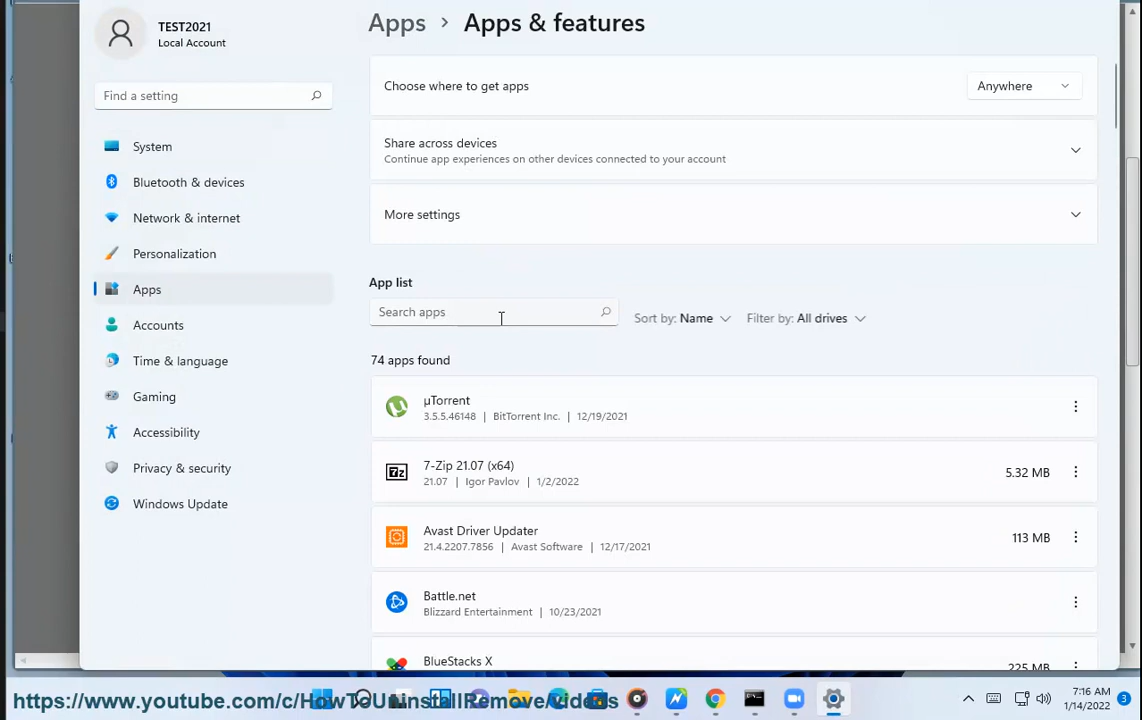 TEST2021
Local Account
Find a setting
System
Bluetooth & devices
Network & internet
Personalization
Apps
Accounts
Time & language
Gaming
Accessibility
Privacy & security
Windows Update
Apps > Apps & features
Choose where to get apps
Anywhere
Share across devices
Continue app experiences on other devices connected to your account
More settings
App list
Search apps
Sort by: Name
Filter by: All drives
74 apps found
µTorrent
3.5.5.46148 | BitTorrent Inc. | 12/19/2021
7-Zip 21.07 (x64)
21.07 | Igor Pavlov | 1/2/2022
5.32 MB
Avast Driver Updater
21.4.2207.7856 | Avast Software | 12/17/2021
113 MB
Battle.net
Blizzard Entertainment | 10/23/2021
BlueStacks X
225 MB
https://www.youtube.com/c/HowToUninstallRemove/videos
7:16 AM
1/14/2022
3